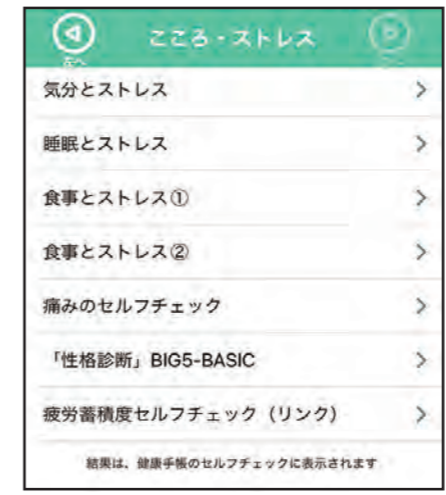 こころ・ストレス
左へ
気分とストレス
睡眠とストレス
食事とストレス①
食事とストレス②
痛みのセルフチェック
「性格診断」BIG5-BASIC
疲労蓄積度セルフチェック（リンク）
結果は、健康手帳のセルフチェックに表示されます